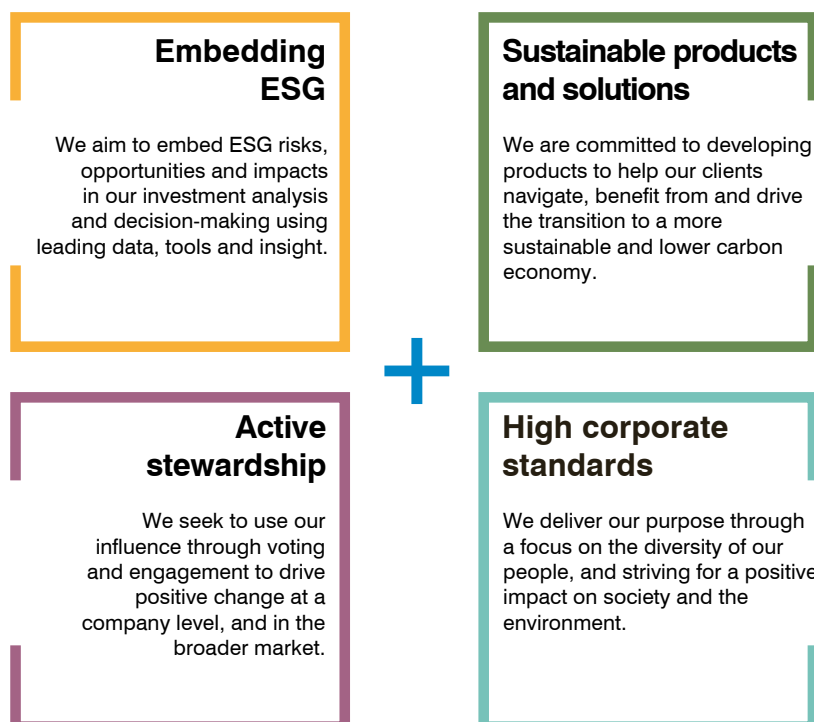 Embedding
ESG
We aim to embed ESG risks,
opportunities and impacts
in our investment analysis
and decision-making using
leading data, tools and insight.
Sustainable products
and solutions
We are committed to developing
products to help our clients
navigate, benefit from and drive
the transition to a more
sustainable and lower carbon
economy.
Active
stewardship
We seek to use our
influence through voting
and engagement to drive
positive change at a
company level, and in the
broader market.
High corporate
standards
We deliver our purpose through
a focus on the diversity of our
people, and striving for a positive
impact on society and the
environment.